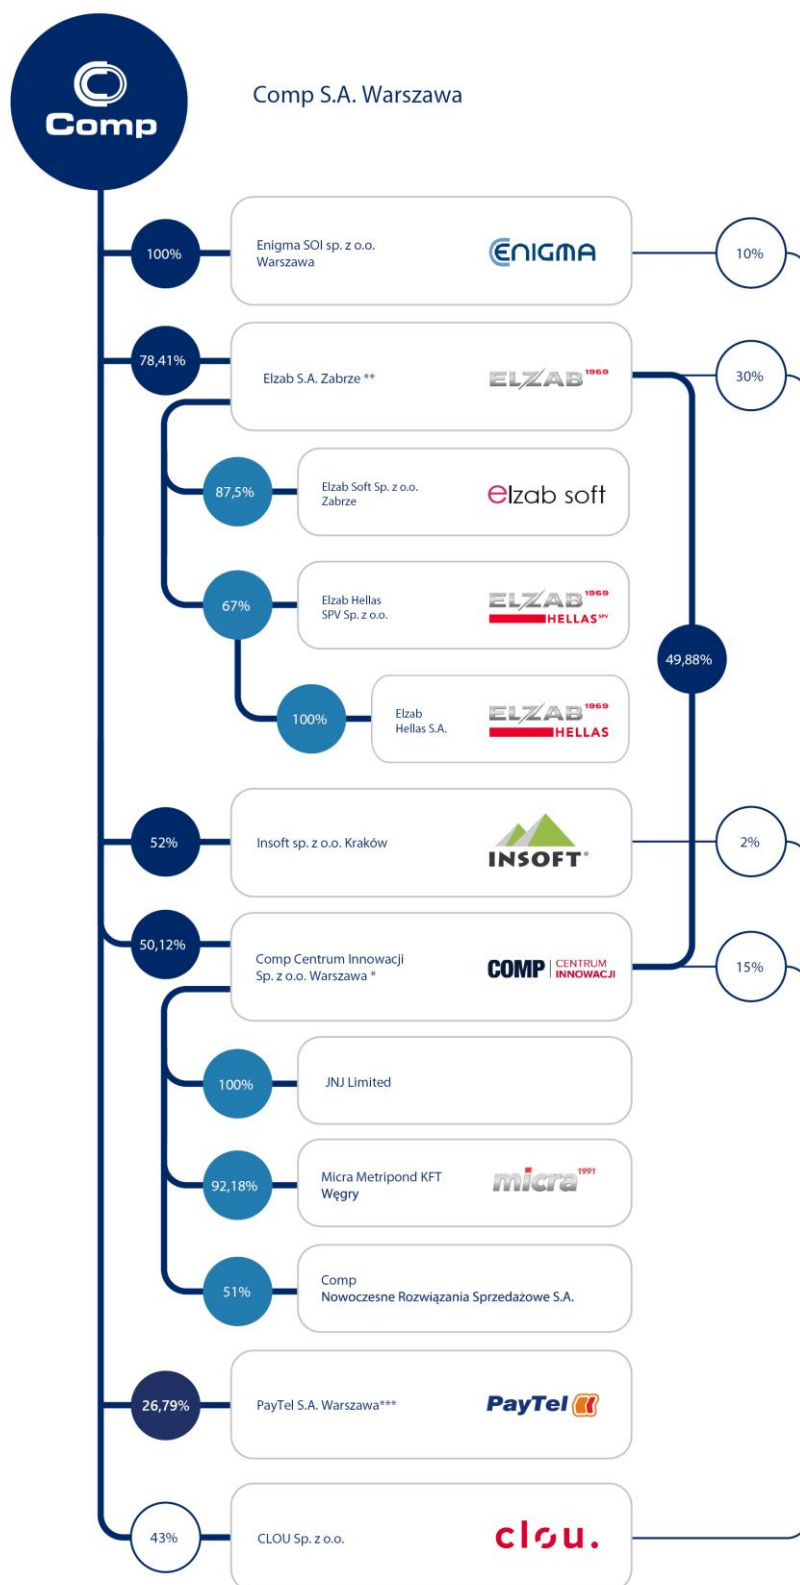 Comp
Comp S.A. Warszawa
100%
Enigma SOI sp. z o.o.
Warszawa
ENIGMA
10%
78,41%
Elzab S.A. Zabrze **
ELZAB 1969
30%
87,5%
Elzab Soft Sp. z o.o.
Zabrze
elzab soft
67%
Elzab Hellas
SPV Sp. z o.o.
ELZAB 1969
HELLAS SPV
49,88%
100%
Elzab
Hellas S.A.
ELZAB 1969
HELLAS
52%
Insoft sp. z o.o. Kraków
INSOFT
2%
50,12%
Comp Centrum Innowacji
Sp. z o.o. Warszawa *
COMP CENTRUM
INNOWACJI
15%
100%
JNJ Limited
92,18%
Micra Metripond KFT
Węgry
micra 1991
51%
Comp
Nowoczesne Rozwiązania Sprzedażowe S.A.
26,79%
PayTel S.A. Warszawa***
PayTel
43%
CLOU Sp. z o.o.
clou.